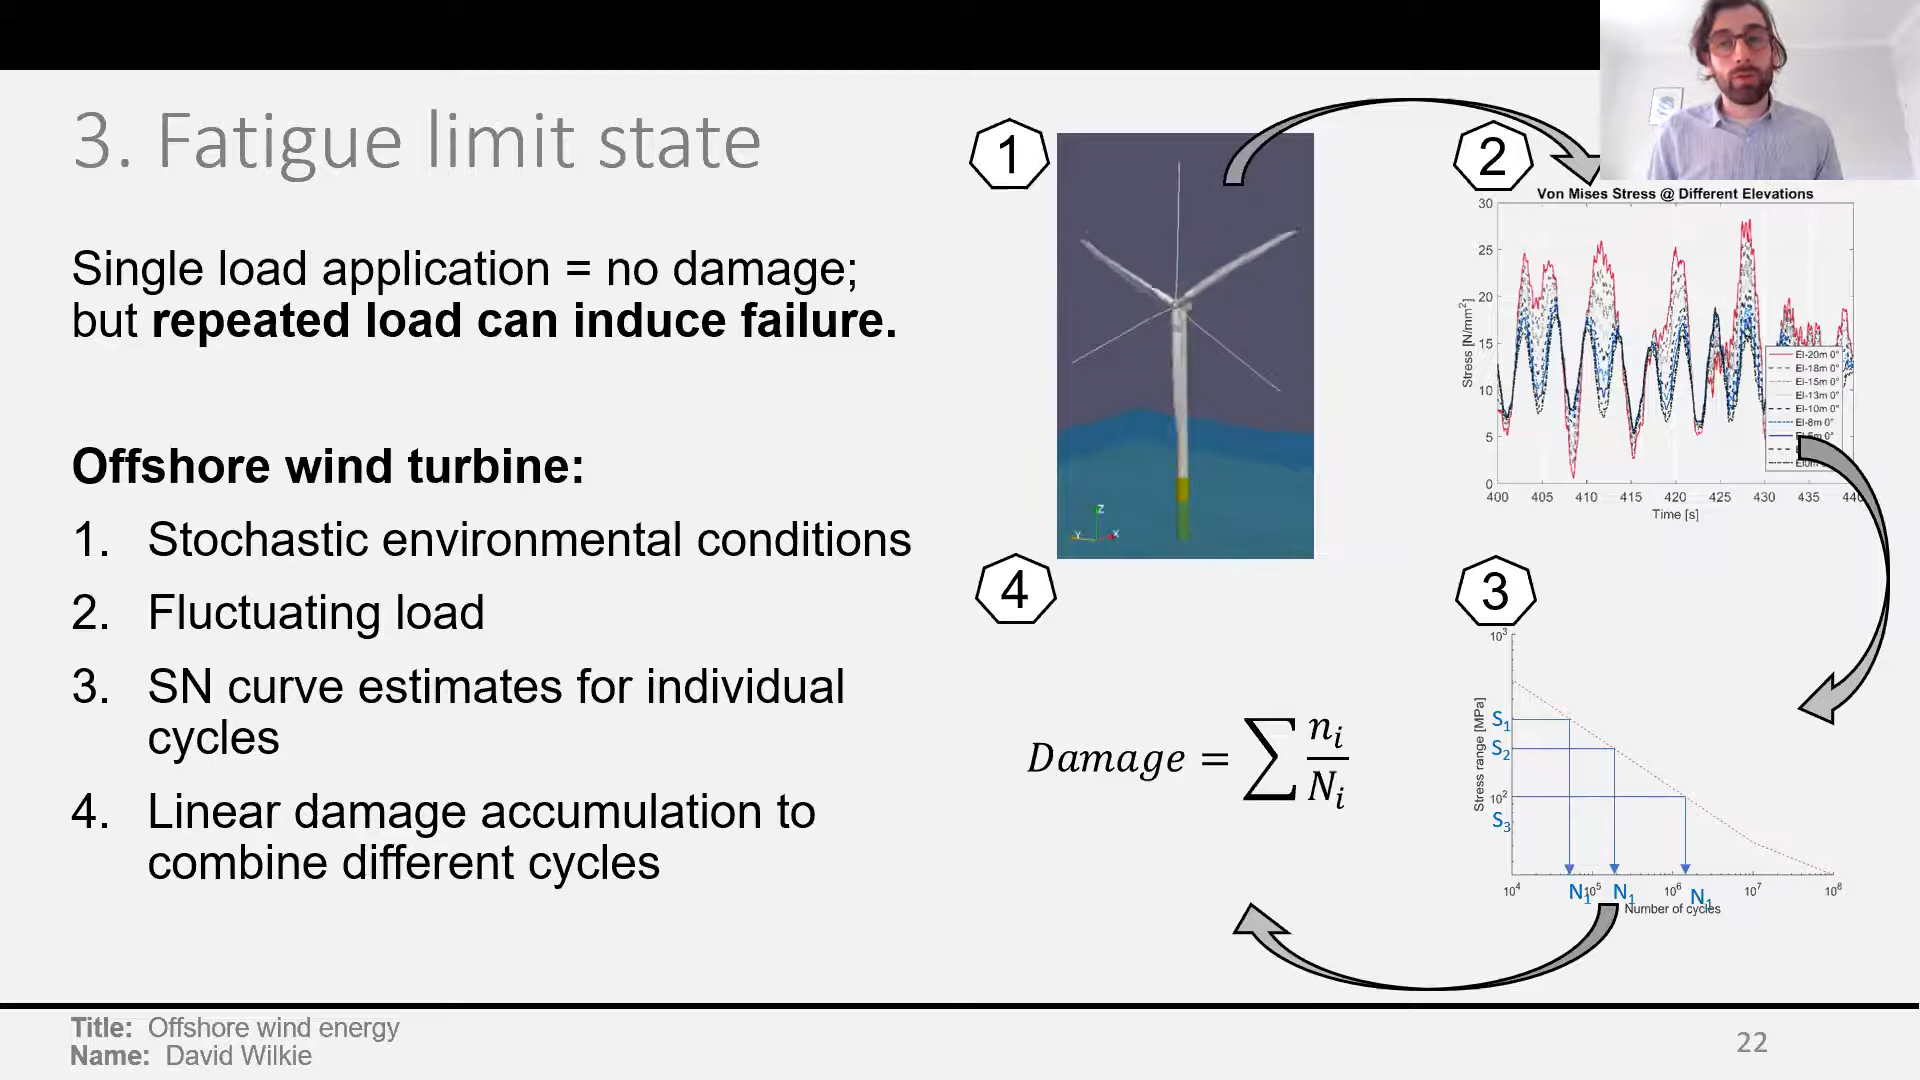 3. Fatigue limit state
Single load application = no damage;
but repeated load can induce failure.
Offshore wind turbine:
1. Stochastic environmental conditions
2. Fluctuating load
3. SN curve estimates for individual
cycles
4. Linear damage accumulation to
combine different cycles
1
Z
Y
X
2
Von Mises Stress @ Different Elevations
Stress [N/mm²]
30
25
20
15
10
5
0
400 405 410 415 420 425 430 435 440
Time [s]
El-20m 0°
El-18m 0°
El-15m 0°
El-13m 0°
El-10m 0°
El-8m 0°
3
Stress range [MPa]
10³
S₁
S₂
10²
S₃
10⁴ 10⁵ 10⁶ 10⁷ 10⁸
N₁ N₁ N₁
Number of cycles
4
Damage = ∑ nᵢ/Nᵢ
Title: Offshore wind energy
Name: David Wilkie
22